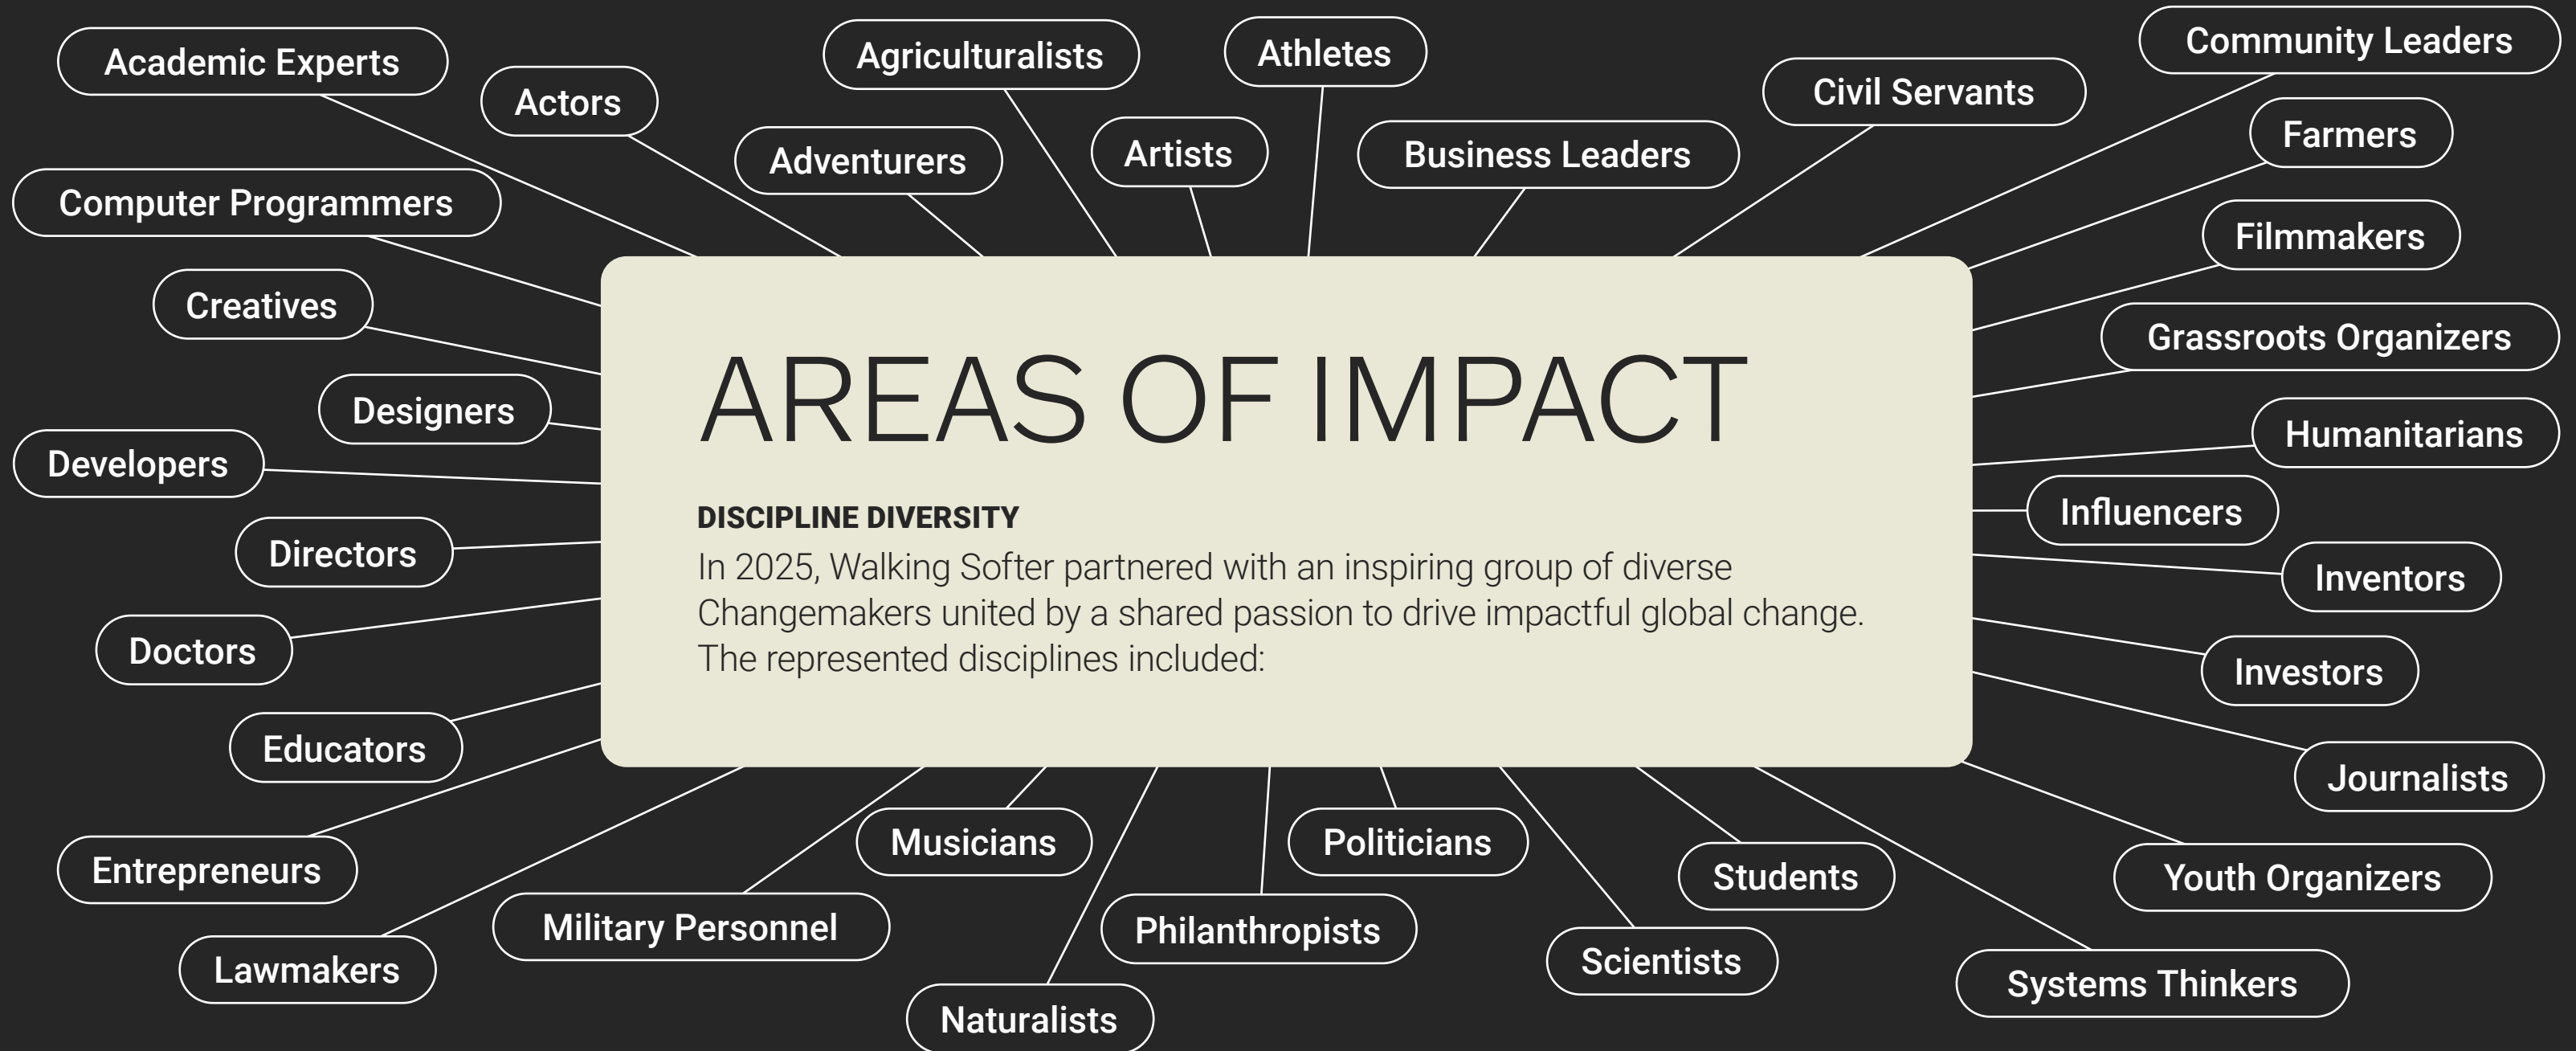 Academic Experts
Actors
Agriculturalists
Athletes
Community Leaders
Civil Servants
Adventurers
Artists
Business Leaders
Farmers
Computer Programmers
Filmmakers
Creatives
Grassroots Organizers
Designers
Humanitarians
Developers
Influencers
Directors
Inventors
Doctors
Investors
Educators
Journalists
AREAS OF IMPACT
DISCIPLINE DIVERSITY
In 2025, Walking Softer partnered with an inspiring group of diverse
Changemakers united by a shared passion to drive impactful global change.
The represented disciplines included:
Entrepreneurs
Musicians
Politicians
Students
Youth Organizers
Lawmakers
Military Personnel
Philanthropists
Scientists
Systems Thinkers
Naturalists